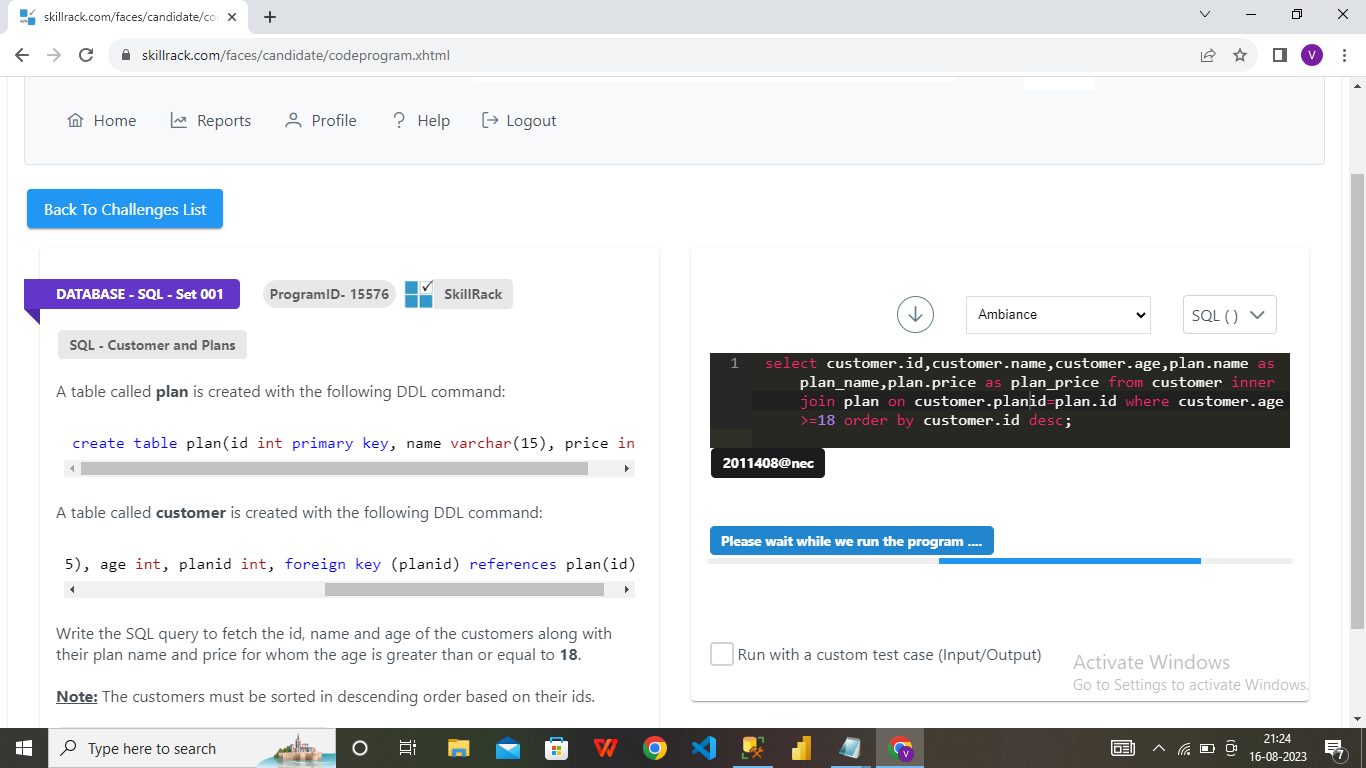 skillrack.com/faces/candidate/co
skillrack.com/faces/candidate/codeprogram.xhtml
V
Home
Reports
Profile
Help
Logout
Back To Challenges List
DATABASE - SQL - Set 001
ProgramID- 15576
SkillRack
SQL - Customer and Plans
A table called plan is created with the following DDL command:
create table plan(id int primary key, name varchar(15), price in
A table called customer is created with the following DDL command:
5), age int, planid int, foreign key (planid) references plan(id)
Write the SQL query to fetch the id, name and age of the customers along with
their plan name and price for whom the age is greater than or equal to 18.
Note: The customers must be sorted in descending order based on their ids.
Ambiance
SQL ( )
1 select customer.id,customer.name,customer.age,plan.name as
plan_name,plan.price as plan_price from customer inner
join plan on customer.planid=plan.id where customer.age
>=18 order by customer.id desc;
2011408@nec
Please wait while we run the program ....
Run with a custom test case (Input/Output)
Activate Windows
Go to Settings to activate Windows.
Type here to search
21:24
16-08-2023
7